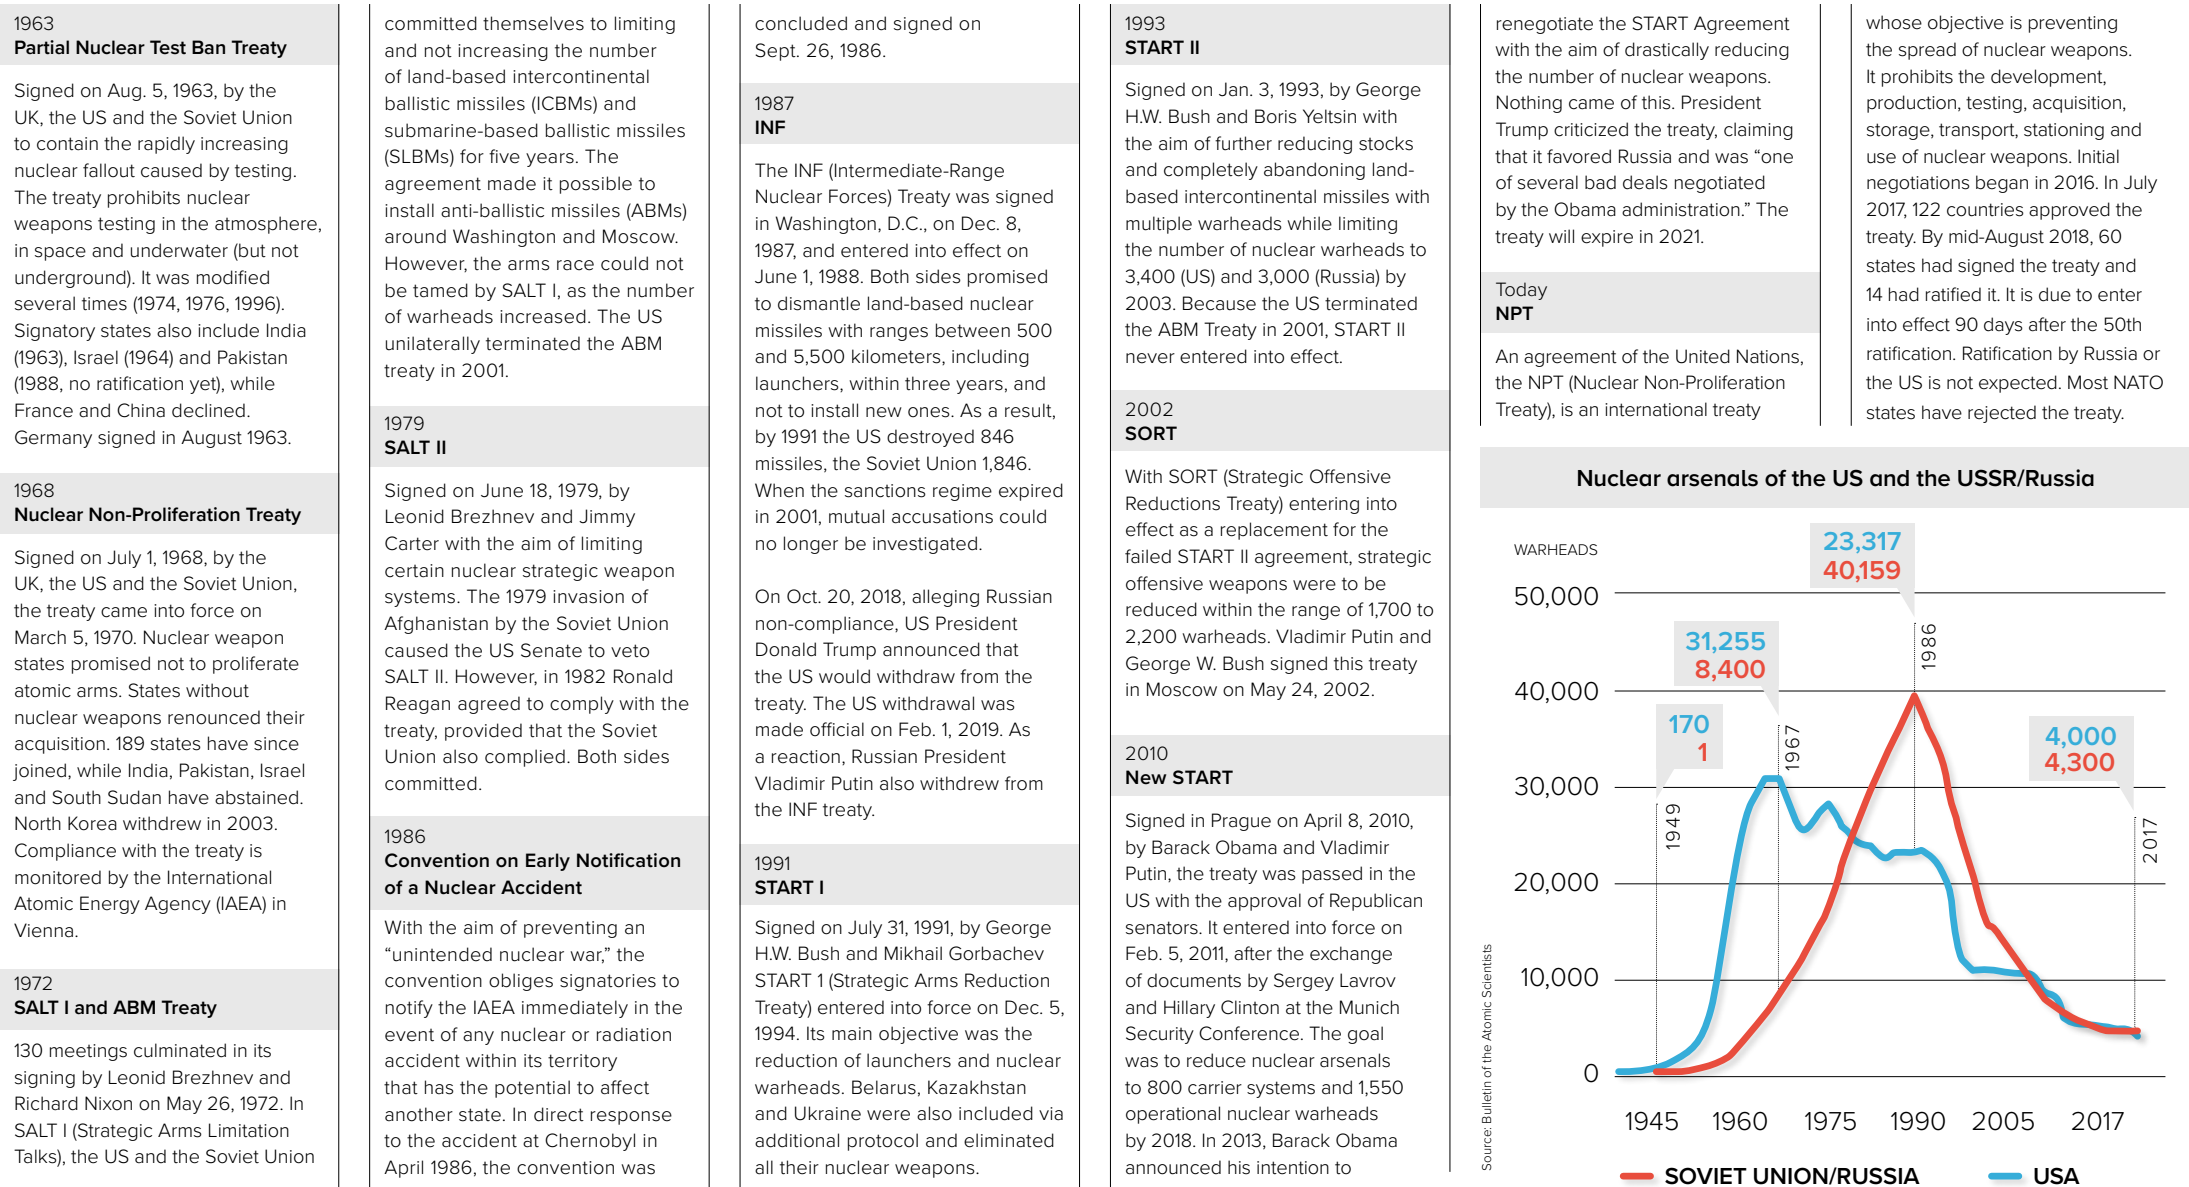 1963
Partial Nuclear Test Ban Treaty
Signed on Aug. 5, 1963, by the
UK, the US and the Soviet Union
to contain the rapidly increasing
nuclear fallout caused by testing.
The treaty prohibits nuclear
weapons testing in the atmosphere,
in space and underwater (but not
underground). It was modified
several times (1974, 1976, 1996).
Signatory states also include India
(1963), Israel (1964) and Pakistan
(1988, no ratification yet), while
France and China declined.
Germany signed in August 1963.
1968
Nuclear Non-Proliferation Treaty
Signed on July 1, 1968, by the
UK, the US and the Soviet Union,
the treaty came into force on
March 5, 1970. Nuclear weapon
states promised not to proliferate
atomic arms. States without
nuclear weapons renounced their
acquisition. 189 states have since
joined, while India, Pakistan, Israel
and South Sudan have abstained.
North Korea withdrew in 2003.
Compliance with the treaty is
monitored by the International
Atomic Energy Agency (IAEA) in
Vienna.
1972
SALT I and ABM Treaty
130 meetings culminated in its
signing by Leonid Brezhnev and
Richard Nixon on May 26, 1972. In
SALT I (Strategic Arms Limitation
Talks), the US and the Soviet Union
committed themselves to limiting
and not increasing the number
of land-based intercontinental
ballistic missiles (ICBMs) and
submarine-based ballistic missiles
(SLBMs) for five years. The
agreement made it possible to
install anti-ballistic missiles (ABMs)
around Washington and Moscow.
However, the arms race could not
be tamed by SALT I, as the number
of warheads increased. The US
unilaterally terminated the ABM
treaty in 2001.
1979
SALT II
Signed on June 18, 1979, by
Leonid Brezhnev and Jimmy
Carter with the aim of limiting
certain nuclear strategic weapon
systems. The 1979 invasion of
Afghanistan by the Soviet Union
caused the US Senate to veto
SALT II. However, in 1982 Ronald
Reagan agreed to comply with the
treaty, provided that the Soviet
Union also complied. Both sides
committed.
1986
Convention on Early Notification
of a Nuclear Accident
With the aim of preventing an
“unintended nuclear war,” the
convention obliges signatories to
notify the IAEA immediately in the
event of any nuclear or radiation
accident within its territory
that has the potential to affect
another state. In direct response
to the accident at Chernobyl in
April 1986, the convention was
concluded and signed on
Sept. 26, 1986.
1987
INF
The INF (Intermediate-Range
Nuclear Forces) Treaty was signed
in Washington, D.C., on Dec. 8,
1987, and entered into effect on
June 1, 1988. Both sides promised
to dismantle land-based nuclear
missiles with ranges between 500
and 5,500 kilometers, including
launchers, within three years, and
not to install new ones. As a result,
by 1991 the US destroyed 846
missiles, the Soviet Union 1,846.
When the sanctions regime expired
in 2001, mutual accusations could
no longer be investigated.
On Oct. 20, 2018, alleging Russian
non-compliance, US President
Donald Trump announced that
the US would withdraw from the
treaty. The US withdrawal was
made official on Feb. 1, 2019. As
a reaction, Russian President
Vladimir Putin also withdrew from
the INF treaty.
1991
START I
Signed on July 31, 1991, by George
H.W. Bush and Mikhail Gorbachev
START 1 (Strategic Arms Reduction
Treaty) entered into force on Dec. 5,
1994. Its main objective was the
reduction of launchers and nuclear
warheads. Belarus, Kazakhstan
and Ukraine were also included via
additional protocol and eliminated
all their nuclear weapons.
1993
START II
Signed on Jan. 3, 1993, by George
H.W. Bush and Boris Yeltsin with
the aim of further reducing stocks
and completely abandoning land-
based intercontinental missiles with
multiple warheads while limiting
the number of nuclear warheads to
3,400 (US) and 3,000 (Russia) by
2003. Because the US terminated
the ABM Treaty in 2001, START II
never entered into effect.
2002
SORT
With SORT (Strategic Offensive
Reductions Treaty) entering into
effect as a replacement for the
failed START II agreement, strategic
offensive weapons were to be
reduced within the range of 1,700 to
2,200 warheads. Vladimir Putin and
George W. Bush signed this treaty
in Moscow on May 24, 2002.
2010
New START
Signed in Prague on April 8, 2010,
by Barack Obama and Vladimir
Putin, the treaty was passed in the
US with the approval of Republican
senators. It entered into force on
Feb. 5, 2011, after the exchange
of documents by Sergey Lavrov
and Hillary Clinton at the Munich
Security Conference. The goal
was to reduce nuclear arsenals
to 800 carrier systems and 1,550
operational nuclear warheads
by 2018. In 2013, Barack Obama
announced his intention to
renegotiate the START Agreement
with the aim of drastically reducing
the number of nuclear weapons.
Nothing came of this. President
Trump criticized the treaty, claiming
that it favored Russia and was “one
of several bad deals negotiated
by the Obama administration.” The
treaty will expire in 2021.
Today
NPT
An agreement of the United Nations,
the NPT (Nuclear Non-Proliferation
Treaty), is an international treaty
whose objective is preventing
the spread of nuclear weapons.
It prohibits the development,
production, testing, acquisition,
storage, transport, stationing and
use of nuclear weapons. Initial
negotiations began in 2016. In July
2017, 122 countries approved the
treaty. By mid-August 2018, 60
states had signed the treaty and
14 had ratified it. It is due to enter
into effect 90 days after the 50th
ratification. Ratification by Russia or
the US is not expected. Most NATO
states have rejected the treaty.
Nuclear arsenals of the US and the USSR/Russia
WARHEADS
50,000
40,000
30,000
20,000
10,000
0
170
1
1949
31,255
8,400
1967
23,317
40,159
1986
4,000
4,300
2017
1945 1960 1975 1990 2005 2017
SOVIET UNION/RUSSIA USA
Source: Bulletin of the Atomic Scientists